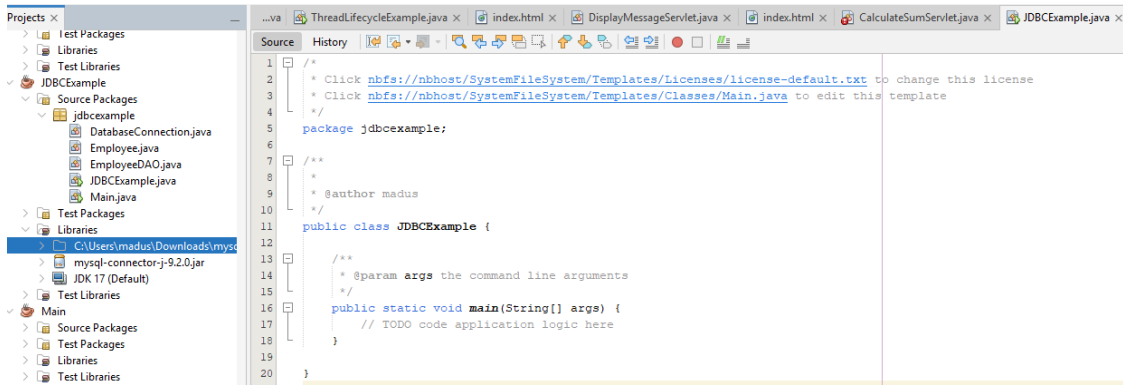 Projects ×
Test Packages
Libraries
Test Libraries
JDBCExample
Source Packages
jdbcexample
DatabaseConnection.java
Employee.java
EmployeeDAO.java
JDBCExample.java
Main.java
Test Packages
Libraries
C:\Users\madus\Downloads\mysq
mysql-connector-j-9.2.0.jar
JDK 17 (Default)
Test Libraries
Main
Source Packages
Test Packages
Libraries
Test Libraries
...va ThreadLifecycleExample.java × index.html × DisplayMessageServlet.java × index.html × CalculateSumServlet.java × JDBCExample.java ×
Source History
1 /*
2 * Click nbfs://nbhost/SystemFileSystem/Templates/Licenses/license-default.txt to change this license
3 * Click nbfs://nbhost/SystemFileSystem/Templates/Classes/Main.java to edit this template
4 */
5 package jdbcexample;
6
7 /**
8 *
9 * @author madus
10 */
11 public class JDBCExample {
12
13 /**
14 * @param args the command line arguments
15 */
16 public static void main(String[] args) {
17 // TODO code application logic here
18 }
19
20 }